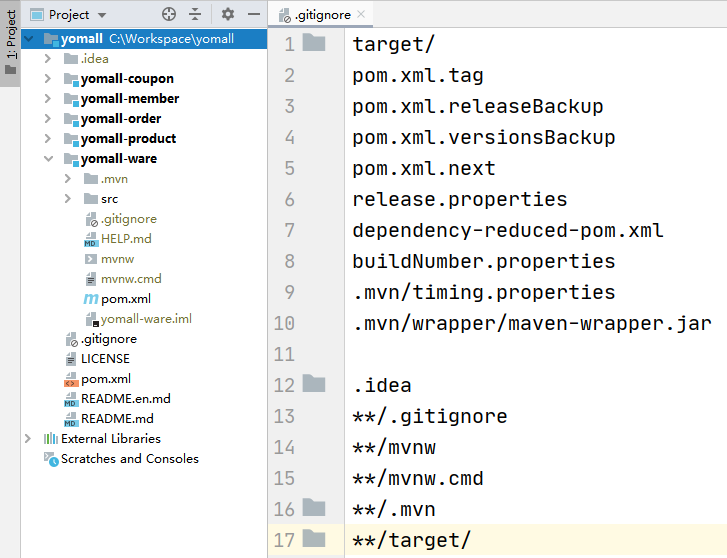 1: Project
Project
yomall C:\Workspace\yomall
.idea
yomall-coupon
yomall-member
yomall-order
yomall-product
yomall-ware
.mvn
src
.gitignore
HELP.md
mvnw
mvnw.cmd
pom.xml
yomall-ware.iml
.gitignore
LICENSE
pom.xml
README.en.md
README.md
External Libraries
Scratches and Consoles
.gitignore
1 target/
2 pom.xml.tag
3 pom.xml.releaseBackup
4 pom.xml.versionsBackup
5 pom.xml.next
6 release.properties
7 dependency-reduced-pom.xml
8 buildNumber.properties
9 .mvn/timing.properties
10 .mvn/wrapper/maven-wrapper.jar
11
12 .idea
13 **/.gitignore
14 **/mvnw
15 **/mvnw.cmd
16 **/.mvn
17 **/target/